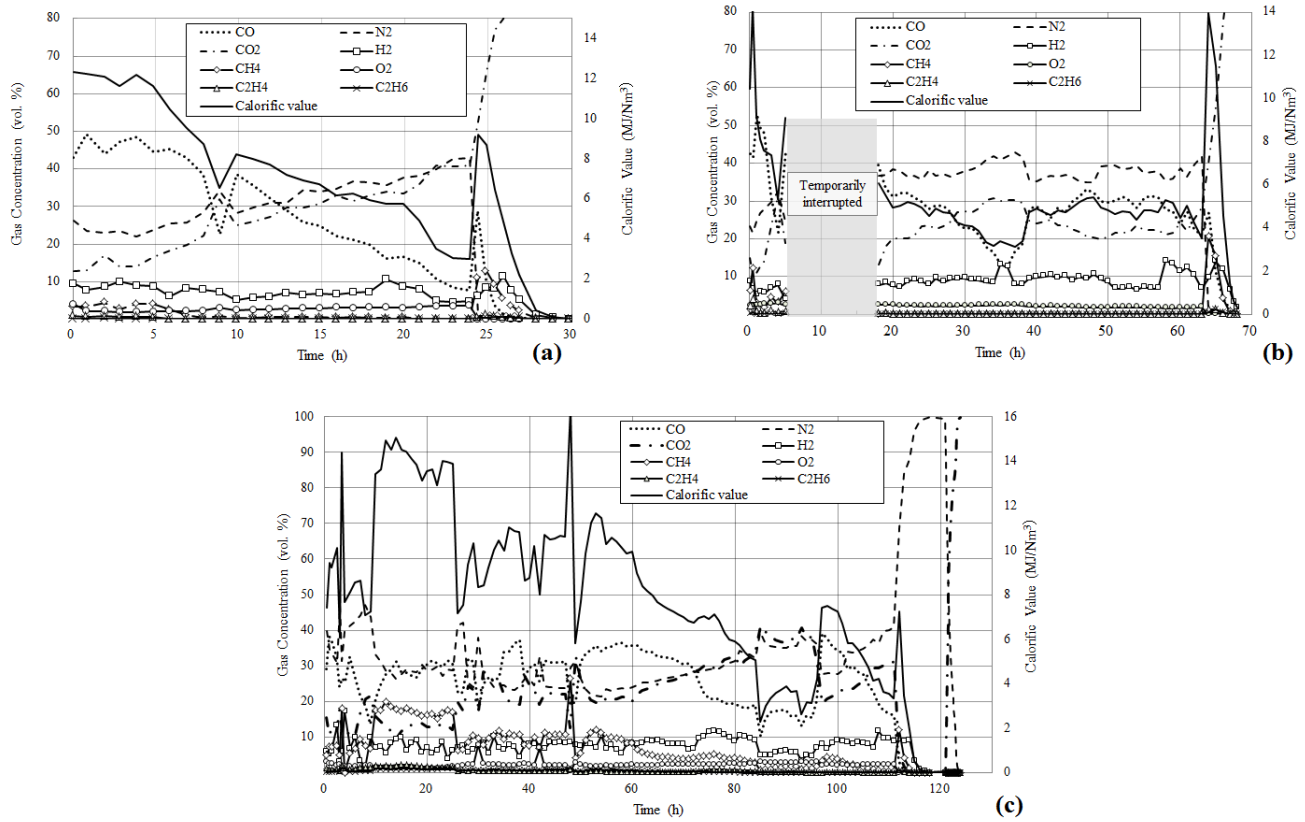 CO N2
CO2 H2
CH4 O2
C2H4 C2H6
Calorific value
Gas Concentration (vol. %)
80
70
60
50
40
30
20
10
0
14
12
10
8
6
4
2
0
Calorific Value (MJ/Nm³)
0 5 10 15 20 25 30
Time (h)
(a)
CO N2
CO2 H2
CH4 O2
C2H4 C2H6
Calorific value
Temporarily
interrupted
Gas Concentration (vol. %)
80
70
60
50
40
30
20
10
0
14
12
10
8
6
4
2
0
Calorific Value (MJ/Nm³)
0 10 20 30 40 50 60 70
Time (h)
(b)
CO N2
CO2 H2
CH4 O2
C2H4 C2H6
Calorific value
Gas Concentration (vol. %)
100
90
80
70
60
50
40
30
20
10
16
14
12
10
8
6
4
2
0
Calorific Value (MJ/Nm³)
0 20 40 60 80 100 120
Time (h)
(c)